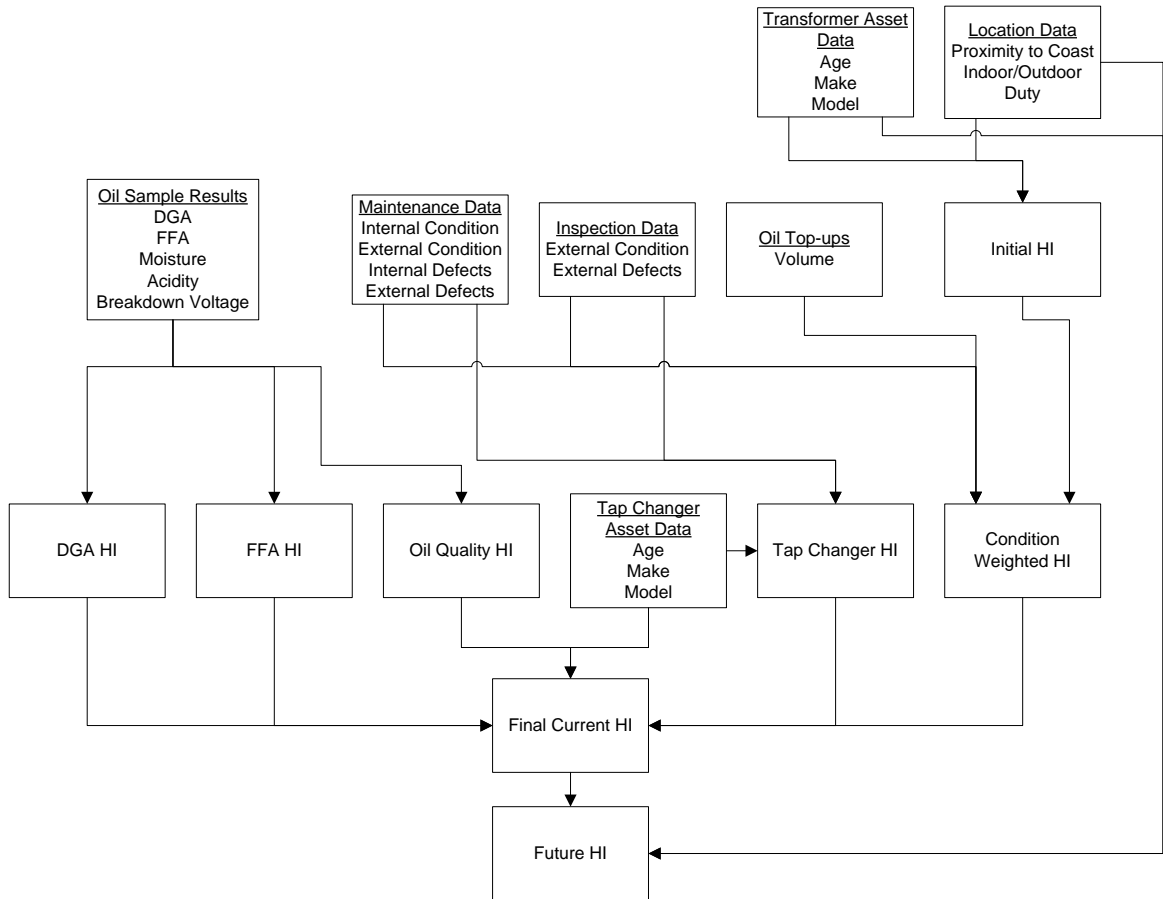 Transformer Asset
Data
Age
Make
Model
Location Data
Proximity to Coast
Indoor/Outdoor
Duty
Oil Sample Results
DGA
FFA
Moisture
Acidity
Breakdown Voltage
Maintenance Data
Internal Condition
External Condition
Internal Defects
External Defects
Inspection Data
External Condition
External Defects
Oil Top-ups
Volume
Initial HI
DGA HI
FFA HI
Oil Quality HI
Tap Changer
Asset Data
Age
Make
Model
Tap Changer HI
Condition
Weighted HI
Final Current HI
Future HI